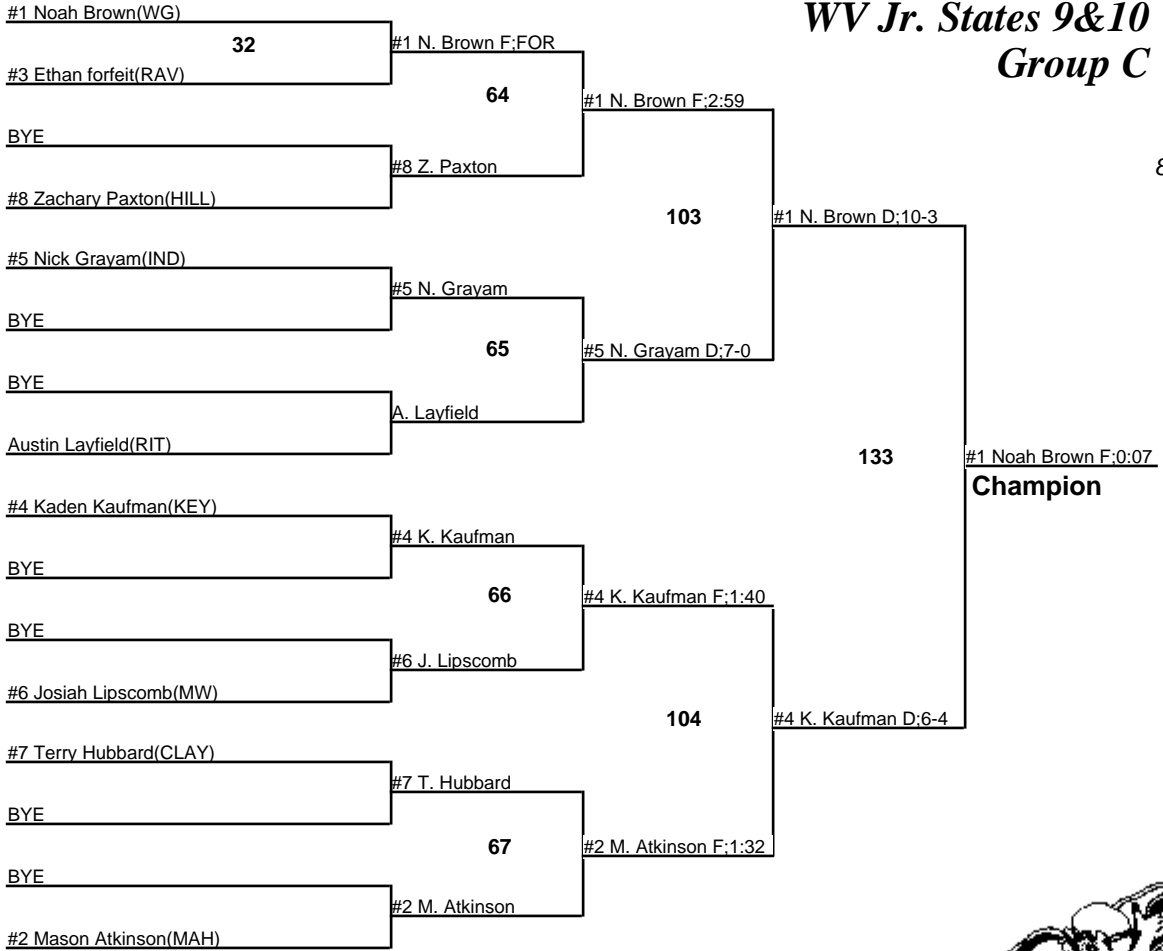 WV Jr. States 9&10
Group C
#1 Noah Brown(WG)
32
#1 N. Brown F;FOR
#3 Ethan forfeit(RAV)
64
#1 N. Brown F;2:59
BYE
#8 Z. Paxton
#8 Zachary Paxton(HILL)
8
103
#1 N. Brown D;10-3
#5 Nick Grayam(IND)
#5 N. Grayam
BYE
65
#5 N. Grayam D;7-0
BYE
A. Layfield
Austin Layfield(RIT)
133
#1 Noah Brown F;0:07
Champion
#4 Kaden Kaufman(KEY)
#4 K. Kaufman
BYE
66
#4 K. Kaufman F;1:40
BYE
#6 J. Lipscomb
#6 Josiah Lipscomb(MW)
104
#4 K. Kaufman D;6-4
#7 Terry Hubbard(CLAY)
#7 T. Hubbard
BYE
67
#2 M. Atkinson F;1:32
BYE
#2 M. Atkinson
#2 Mason Atkinson(MAH)